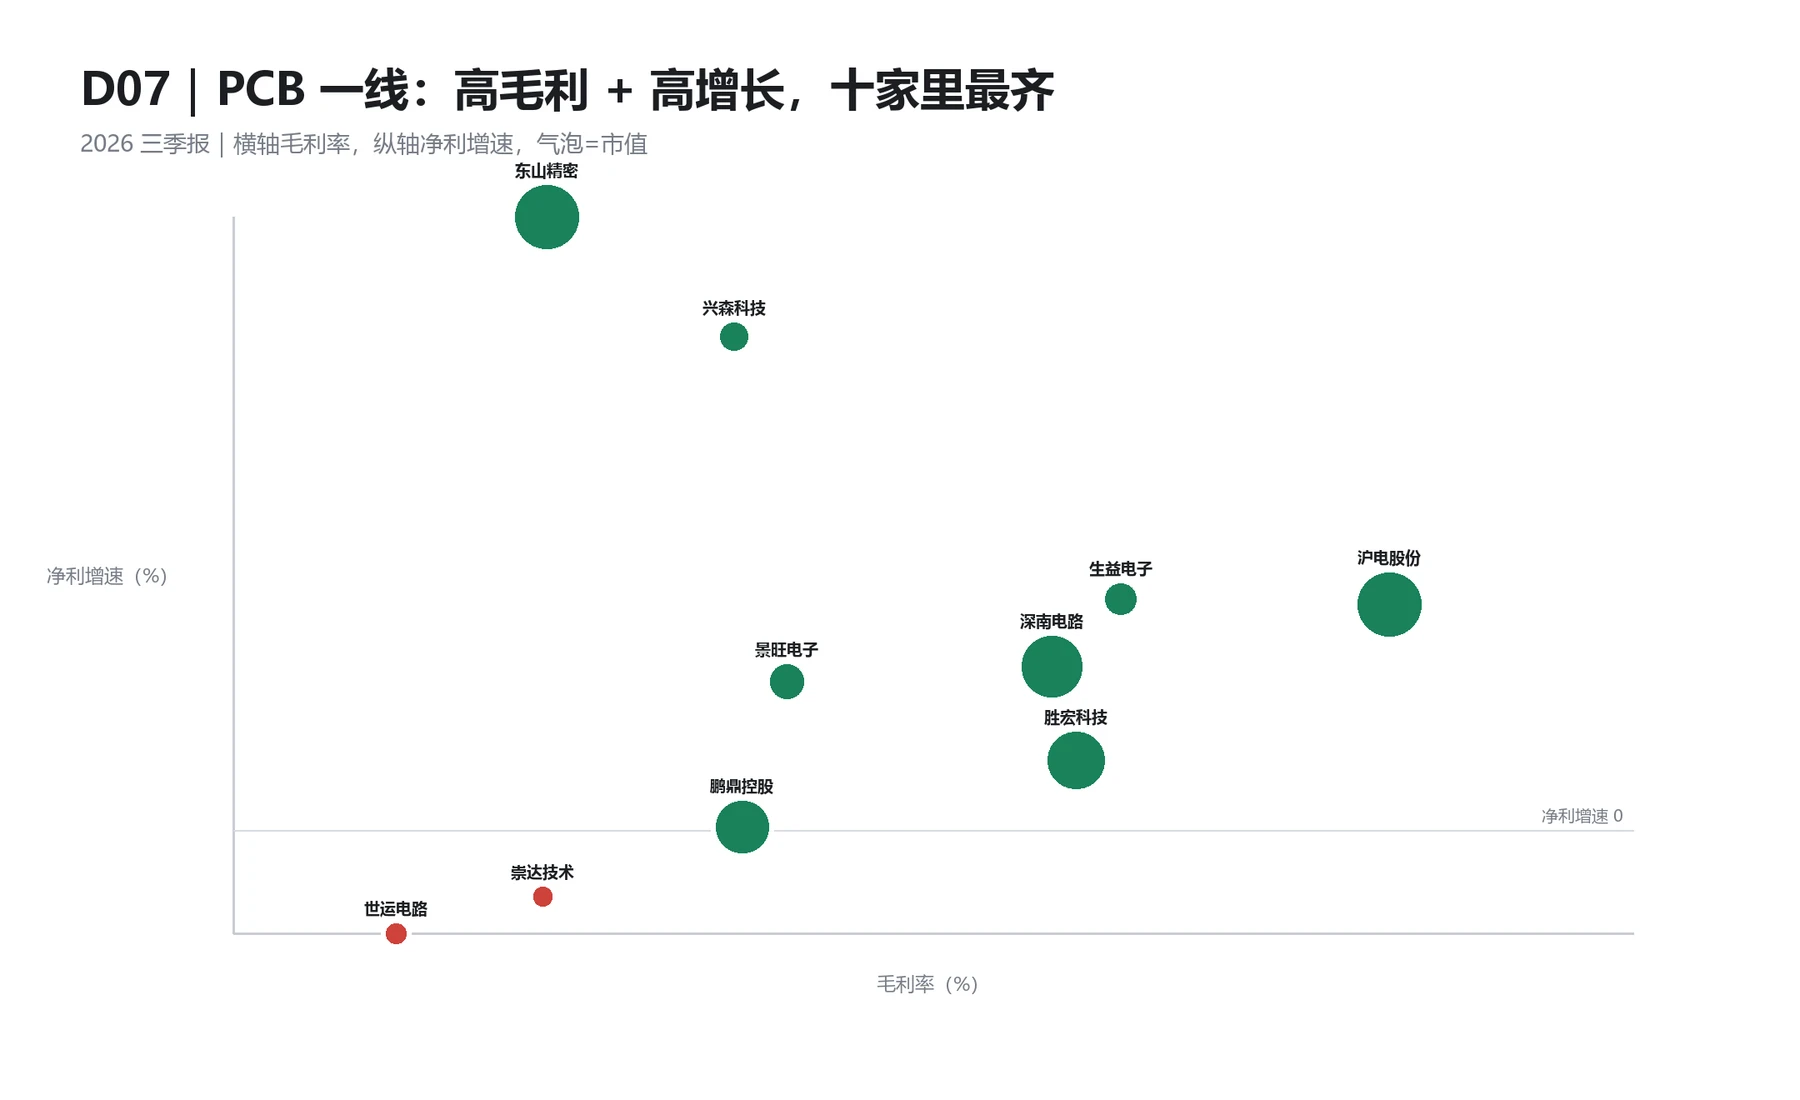 D07｜PCB 一线：高毛利 + 高增长，十家里最齐
2026 三季报｜横轴毛利率，纵轴净利增速，气泡=市值
东山精密
兴森科技
沪电股份
生益电子
净利增速（%）
深南电路
景旺电子
胜宏科技
鹏鼎控股
净利增速 0
崇达技术
世运电路
毛利率（%）